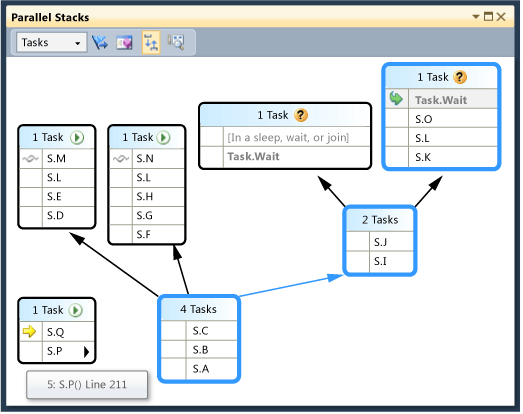 Parallel Stacks
Tasks
1 Task ?
Task.Wait
S.O
S.L
S.K
1 Task ?
[In a sleep, wait, or join]
Task.Wait
1 Task
S.M
S.L
S.E
S.D
1 Task
S.N
S.L
S.H
S.G
S.F
2 Tasks
S.J
S.I
4 Tasks
S.C
S.B
S.A
1 Task
S.Q
S.P
5: S.P() Line 211